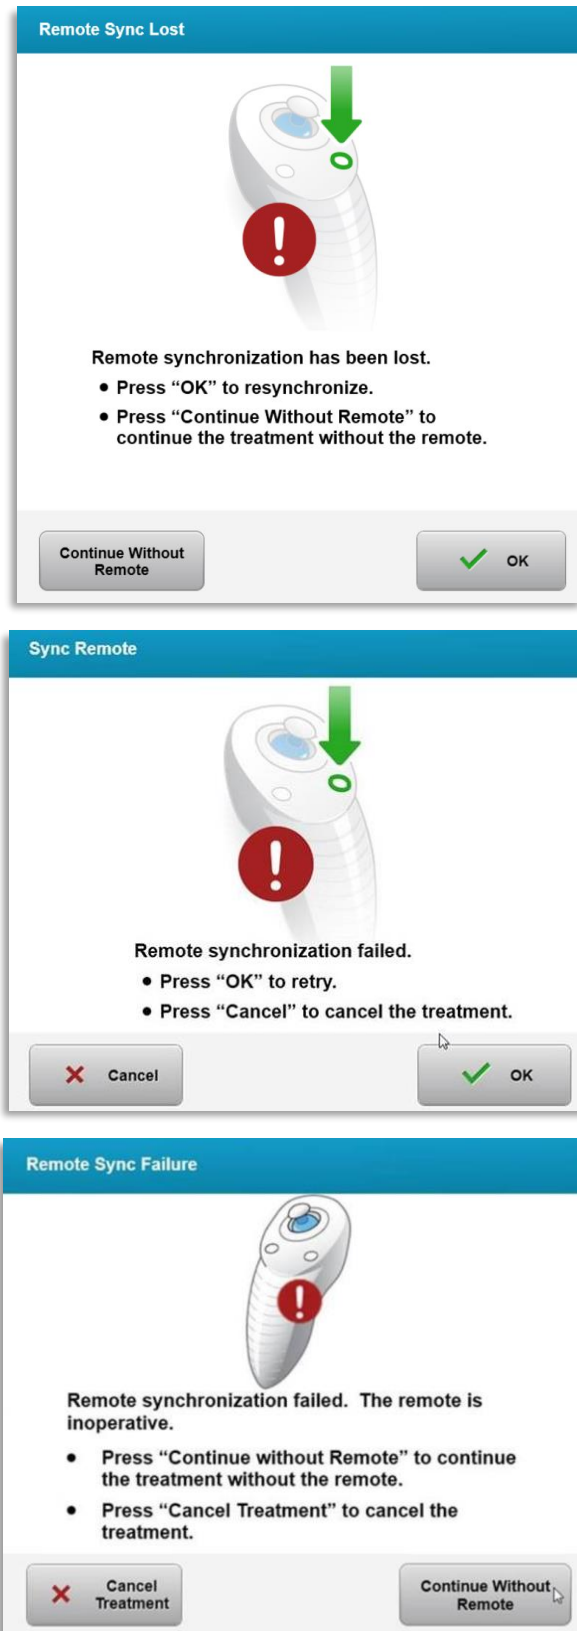 Remote Sync Lost
Remote synchronization has been lost.
• Press “OK” to resynchronize.
• Press “Continue Without Remote” to
continue the treatment without the remote.
Continue Without
Remote
OK
Sync Remote
Remote synchronization failed.
• Press “OK” to retry.
• Press “Cancel” to cancel the treatment.
Cancel
OK
Remote Sync Failure
Remote synchronization failed. The remote is
inoperative.
• Press “Continue without Remote” to continue
the treatment without the remote.
• Press “Cancel Treatment” to cancel the
treatment.
Cancel
Treatment
Continue Without
Remote